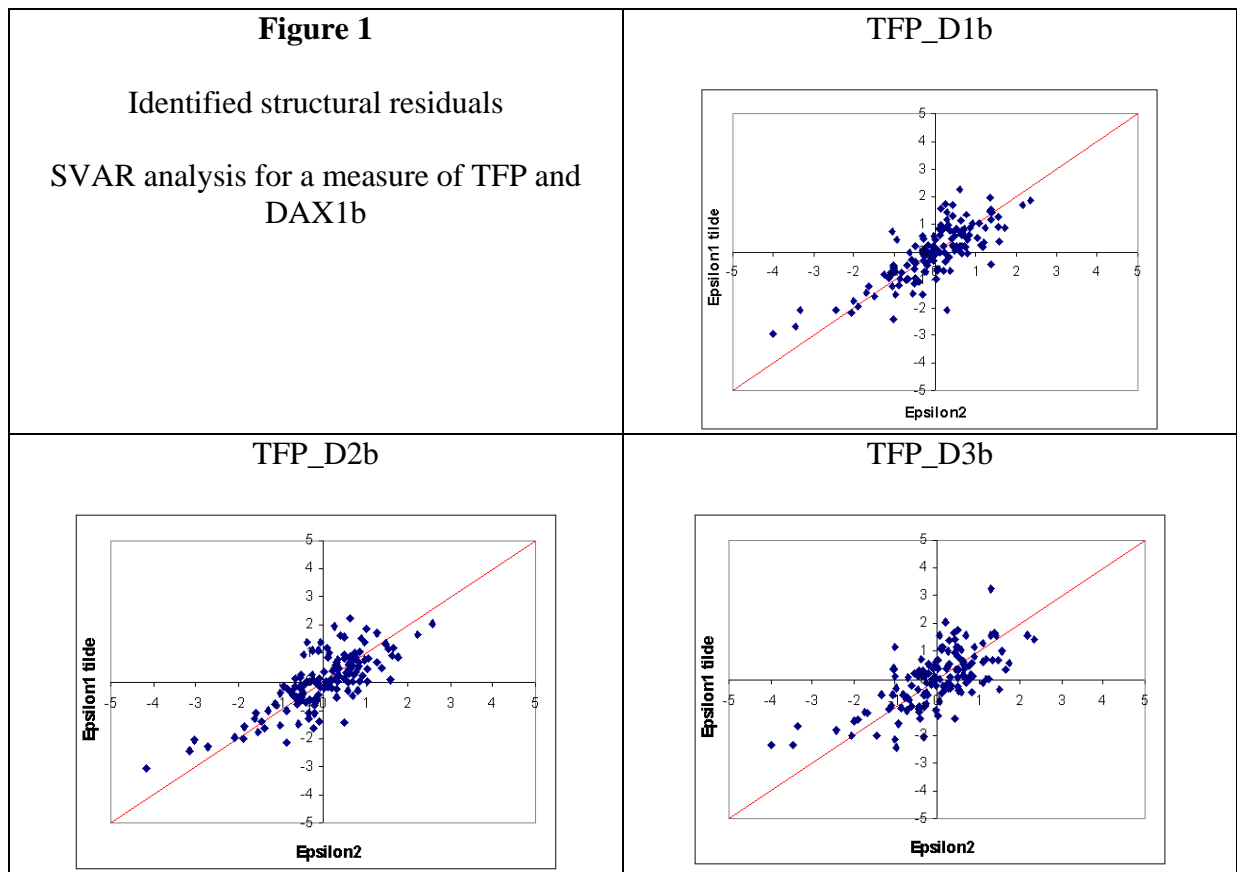 Figure 1
Identified structural residuals
SVAR analysis for a measure of TFP and
DAX1b
TFP_D1b
5
4
3
2
1
0
-5 -4 -3 -2 -1 0 1 2 3 4 5
-1
-2
-3
-4
-5
Epsilon1 tilde
Epsilon2
TFP_D2b
5
4
3
2
1
0
-5 -4 -3 -2 -1 0 1 2 3 4 5
-1
-2
-3
-4
-5
Epsilon1 tilde
Epsilon2
TFP_D3b
5
4
3
2
1
0
-5 -4 -3 -2 -1 0 1 2 3 4 5
-1
-2
-3
-4
-5
Epsilon1 tilde
Epsilon2